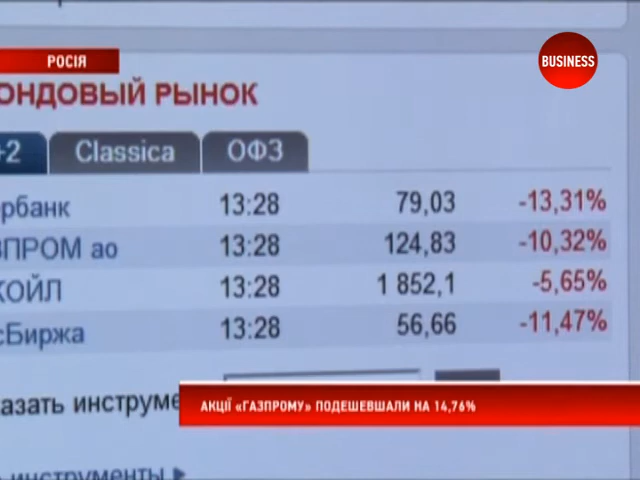 РОСІЯ
BUSINESS
ОНДОВЫЙ РЫНОК
+2 Classica ОФЗ
рбанк 13:28 79,03 -13,31%
ЗПРОМ ао 13:28 124,83 -10,32%
КОЙЛ 13:28 1 852,1 -5,65%
сБиржа 13:28 56,66 -11,47%
азать инструме
АКЦІЇ «ГАЗПРОМУ» ПОДЕШЕВШАЛИ НА 14,76%
инструменты